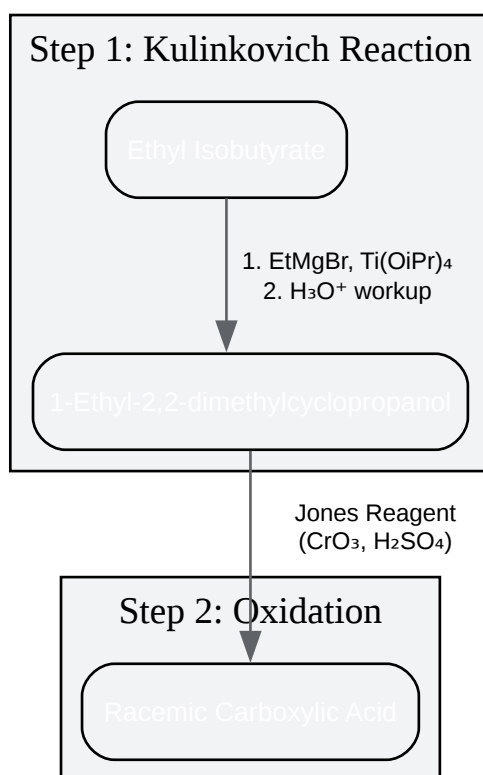 Step 1: Kulinkovich Reaction
Ethyl Isobutyrate
1. EtMgBr, Ti(OiPr)₄
2. H₃O⁺ workup
1-Ethyl-2,2-dimethylcyclopropanol
Jones Reagent
(CrO₃, H₂SO₄)
Step 2: Oxidation
Racemic Carboxylic Acid